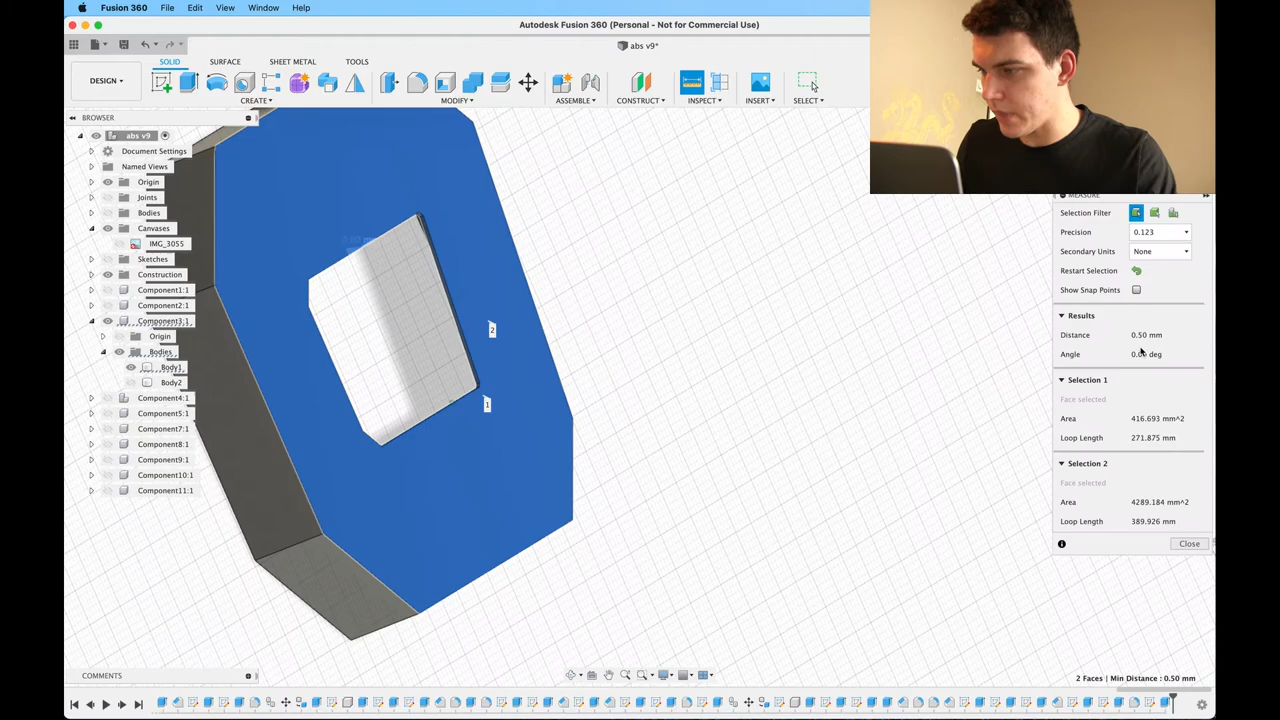 Fusion 360 File Edit View Window Help
Autodesk Fusion 360 (Personal - Not for Commercial Use)
abs v9*
SOLID SURFACE SHEET METAL TOOLS
DESIGN
CREATE MODIFY ASSEMBLE CONSTRUCT INSPECT INSERT SELECT
BROWSER
abs v9
Document Settings
Named Views
Origin
Joints
Bodies
Canvases
IMG_3055
Sketches
Construction
Component1:1
Component2:1
Component3:1
Origin
Bodies
Body1
Body2
Component4:1
Component5:1
Component7:1
Component8:1
Component9:1
Component10:1
Component11:1
2
1
MEASURE
Selection Filter
Precision 0.123
Secondary Units None
Restart Selection
Show Snap Points
Results
Distance 0.50 mm
Angle 0.00 deg
Selection 1
Face selected
Area 416.693 mm^2
Loop Length 271.875 mm
Selection 2
Face selected
Area 4289.184 mm^2
Loop Length 389.926 mm
Close
COMMENTS
2 Faces | Min Distance : 0.50 mm